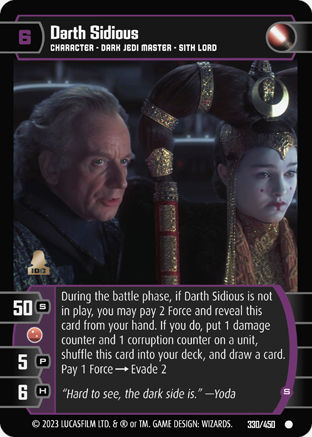 6
Darth Sidious
CHARACTER - DARK JEDI MASTER - SITH LORD
50 S
5 P
6 H
During the battle phase, if Darth Sidious is not
in play, you may pay 2 Force and reveal this
card from your hand. If you do, put 1 damage
counter and 1 corruption counter on a unit,
shuffle this card into your deck, and draw a card.
Pay 1 Force → Evade 2
“Hard to see, the dark side is.” —Yoda
S
© 2023 LUCASFILM LTD. & ® OR TM. GAME DESIGN: WIZARDS.
330/450